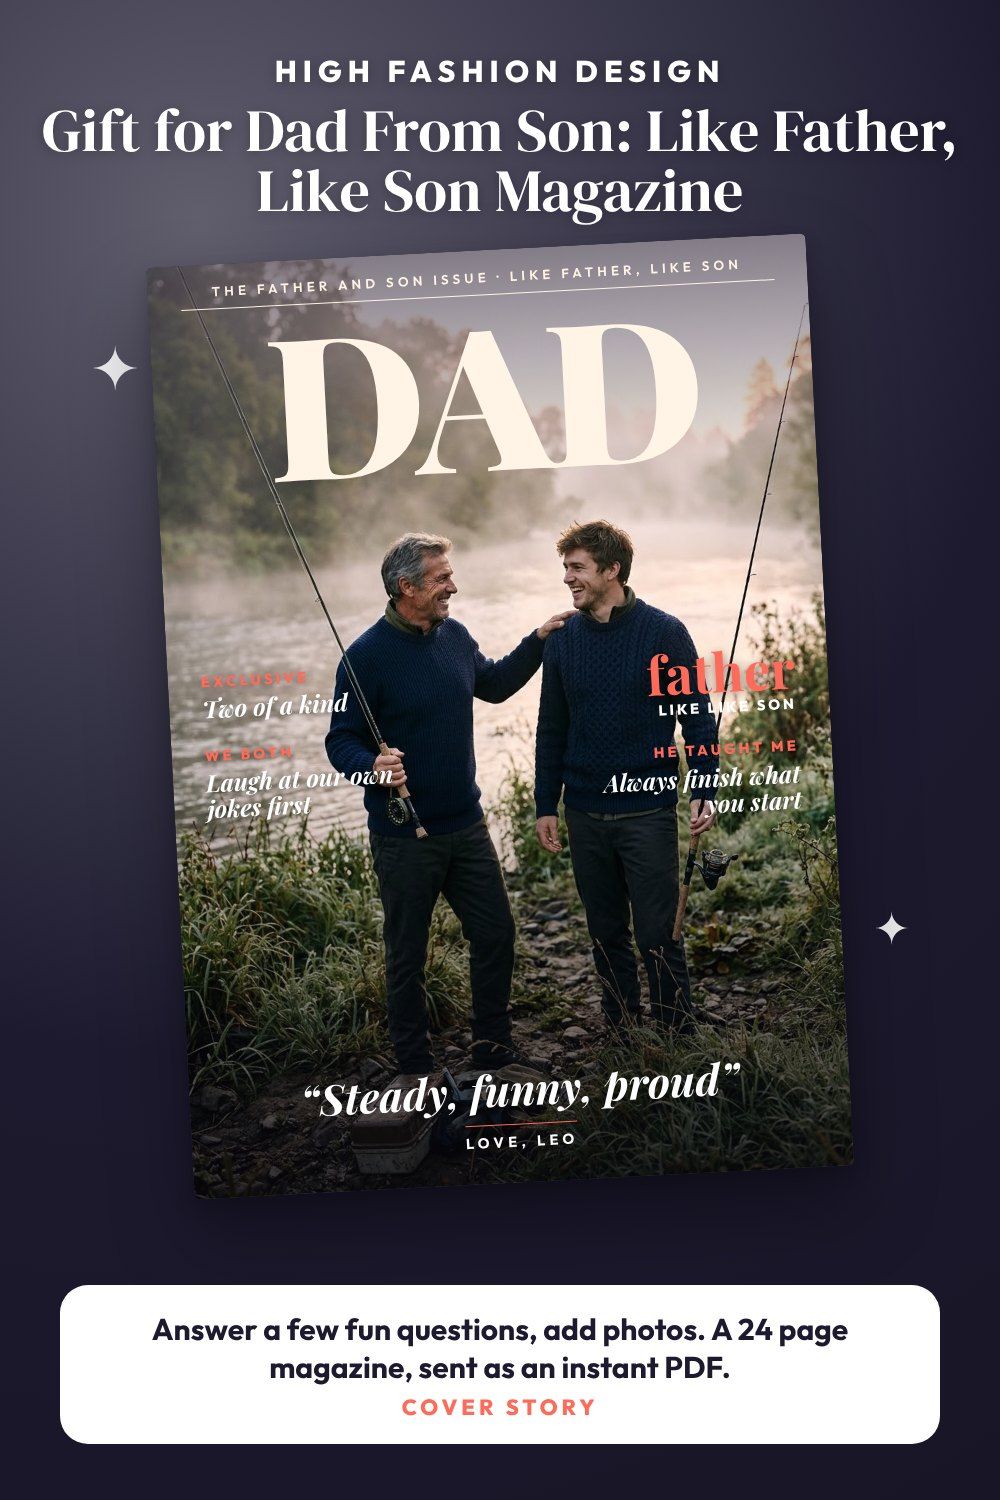 HIGH FASHION DESIGN
Gift for Dad From Son: Like Father,
Like Son Magazine
THE FATHER AND SON ISSUE · LIKE FATHER, LIKE SON
DAD
EXCLUSIVE
Two of a kind
WE BOTH
Laugh at our own
jokes first
father
LIKE LIKE SON
HE TAUGHT ME
Always finish what
you start
“Steady, funny, proud”
LOVE, LEO
Answer a few fun questions, add photos. A 24 page
magazine, sent as an instant PDF.
COVER STORY